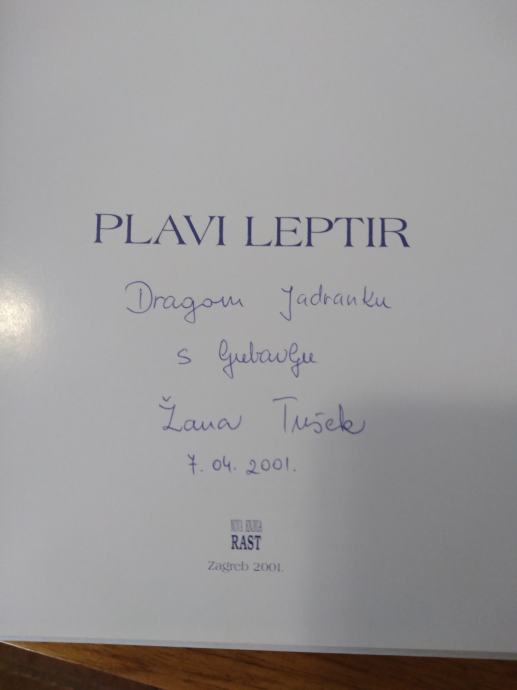 PLAVI LEPTIR
Dragom Jadranku
s ljubavlju
Žana Tušek
7. 04. 2001.
NOVA KNJIGA
RAST
Zagreb 2001.